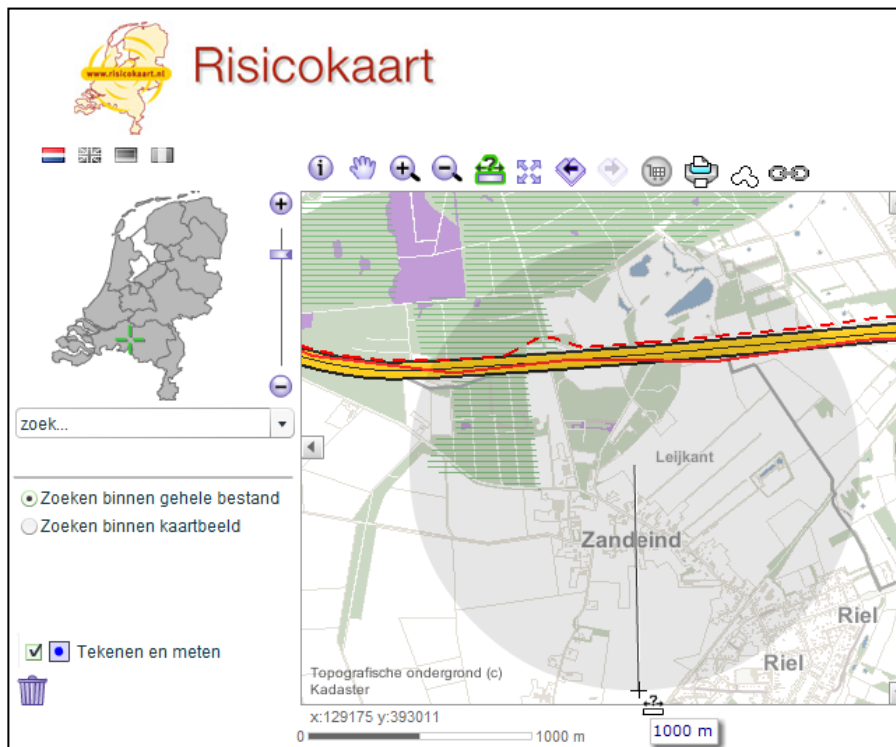 www.risicokaart.nl
Risicokaart
zoek...
Zoeken binnen gehele bestand
Zoeken binnen kaartbeeld
Tekenen en meten
Leijkant
Zandeind
Riel
Riel
Topografische ondergrond (c)
Kadaster
x:129175 y:393011
0 1000 m
1000 m